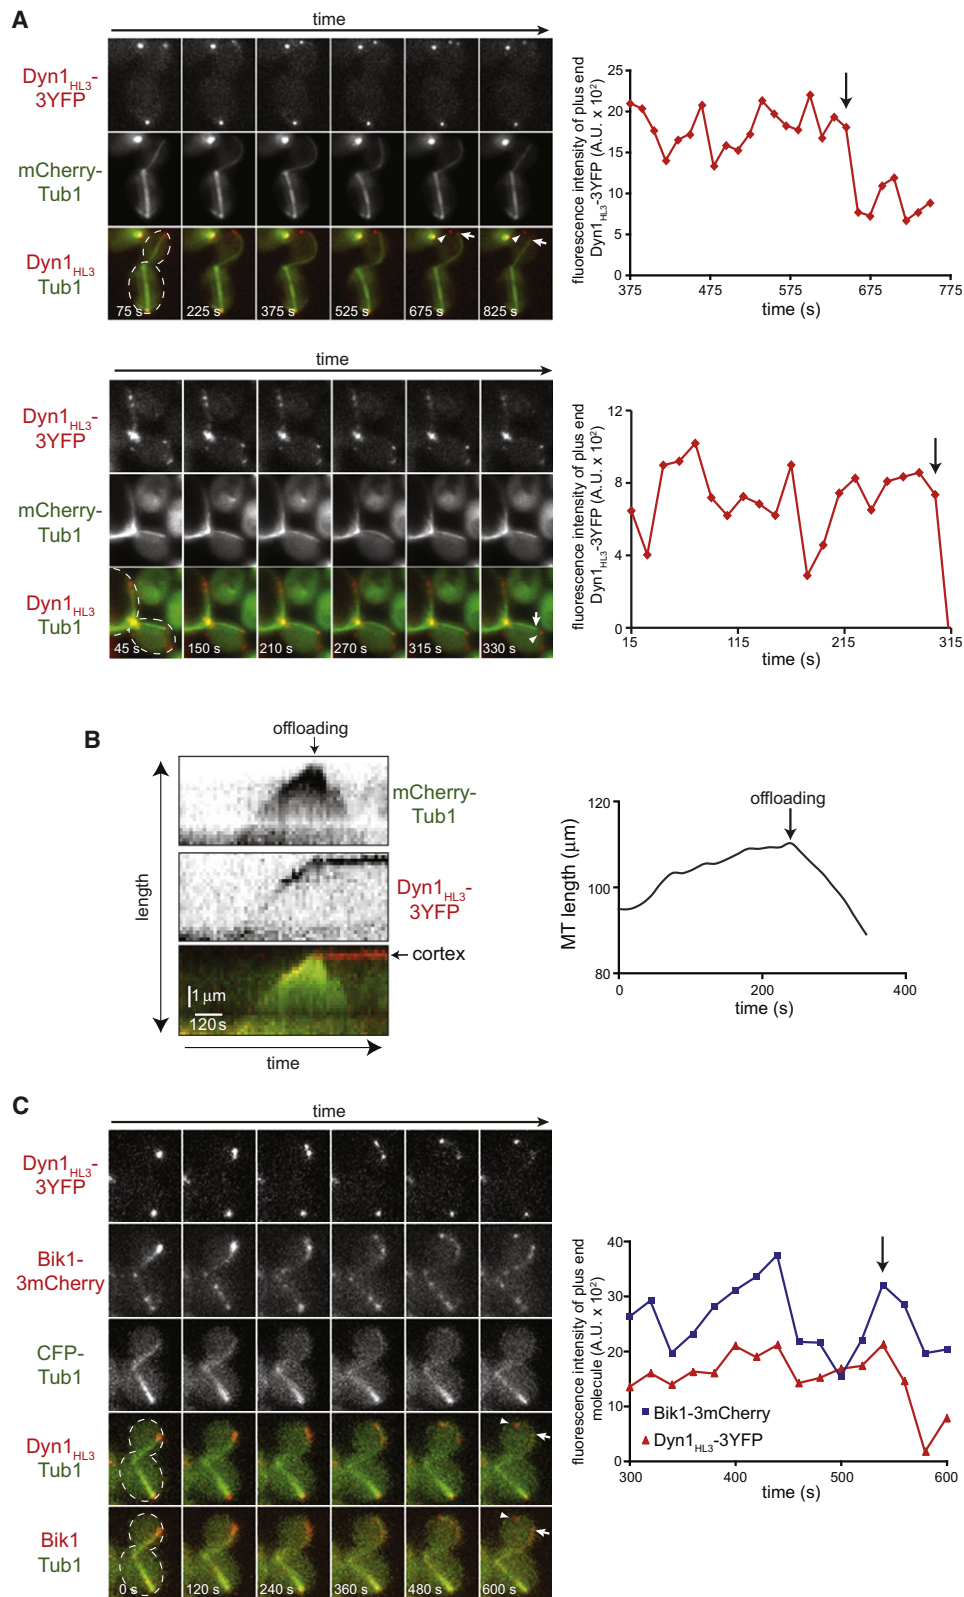 A
time
Dyn1HL3-
3YFP
mCherry-
Tub1
Dyn1HL3
Tub1
75 s
225 s
375 s
525 s
675 s
825 s
fluorescence intensity of plus end
Dyn1HL3-3YFP (A.U. x 10²)
25
20
15
10
5
0
375
475
575
675
775
time (s)
time
Dyn1HL3-
3YFP
mCherry-
Tub1
Dyn1HL3
Tub1
45 s
150 s
210 s
270 s
315 s
330 s
fluorescence intensity of plus end
Dyn1HL3-3YFP (A.U. x 10²)
12
8
4
0
15
115
215
315
time (s)
B
offloading
mCherry-
Tub1
Dyn1HL3-
3YFP
cortex
length
1 µm
120 s
time
MT length (µm)
120
100
80
offloading
0
200
400
time (s)
C
time
Dyn1HL3-
3YFP
Bik1-
3mCherry
CFP-
Tub1
Dyn1HL3
Tub1
Bik1
Tub1
0 s
120 s
240 s
360 s
480 s
600 s
fluorescence intensity of plus end
molecule (A.U. x 10²)
40
30
20
10
0
Bik1-3mCherry
Dyn1HL3-3YFP
300
400
500
600
time (s)